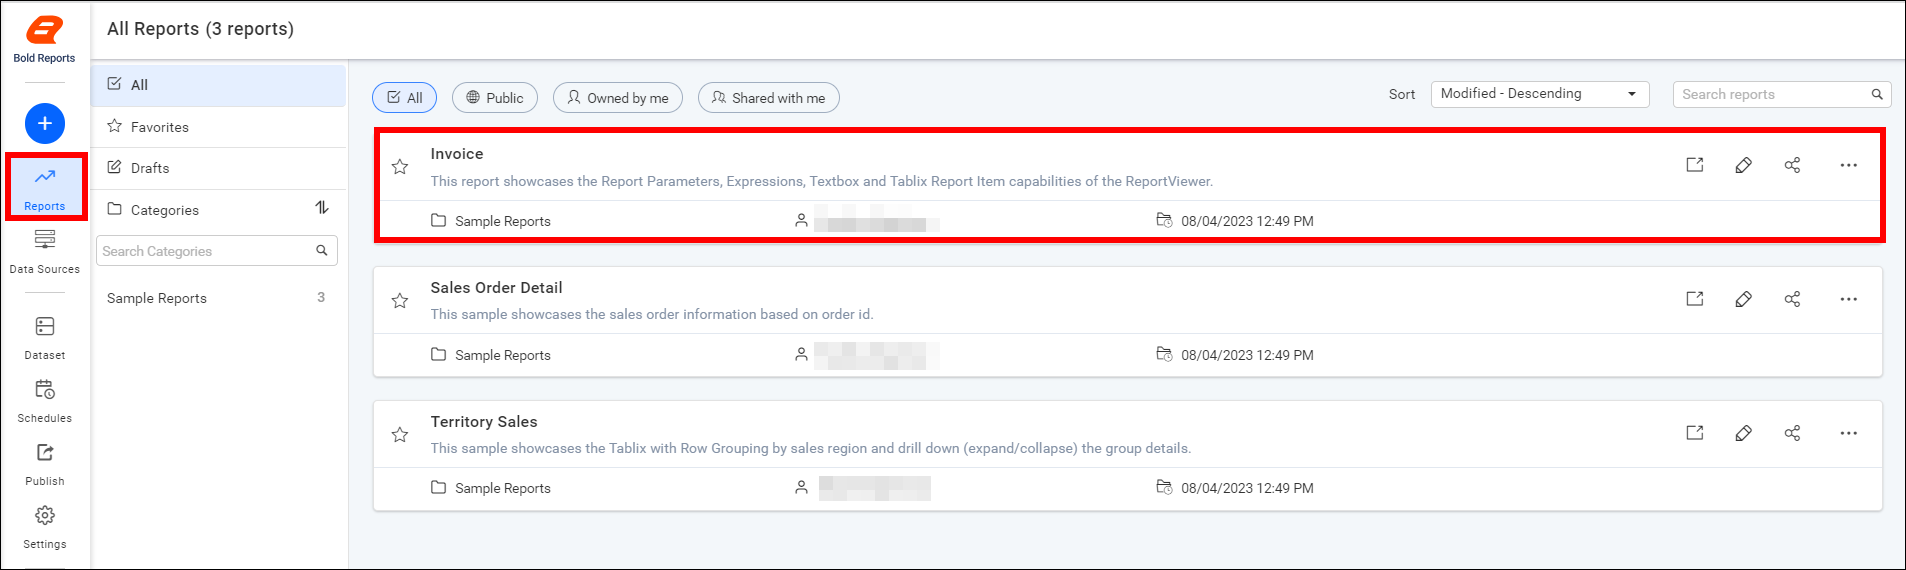 Bold Reports
Reports
Data Sources
Dataset
Schedules
Publish
Settings
All Reports (3 reports)
All
Favorites
Drafts
Categories
Search Categories
Sample Reports 3
All Public Owned by me Shared with me Sort Modified - Descending Search reports
Invoice
This report showcases the Report Parameters, Expressions, Textbox and Tablix Report Item capabilities of the ReportViewer.
Sample Reports 08/04/2023 12:49 PM
Sales Order Detail
This sample showcases the sales order information based on order id.
Sample Reports 08/04/2023 12:49 PM
Territory Sales
This sample showcases the Tablix with Row Grouping by sales region and drill down (expand/collapse) the group details.
Sample Reports 08/04/2023 12:49 PM